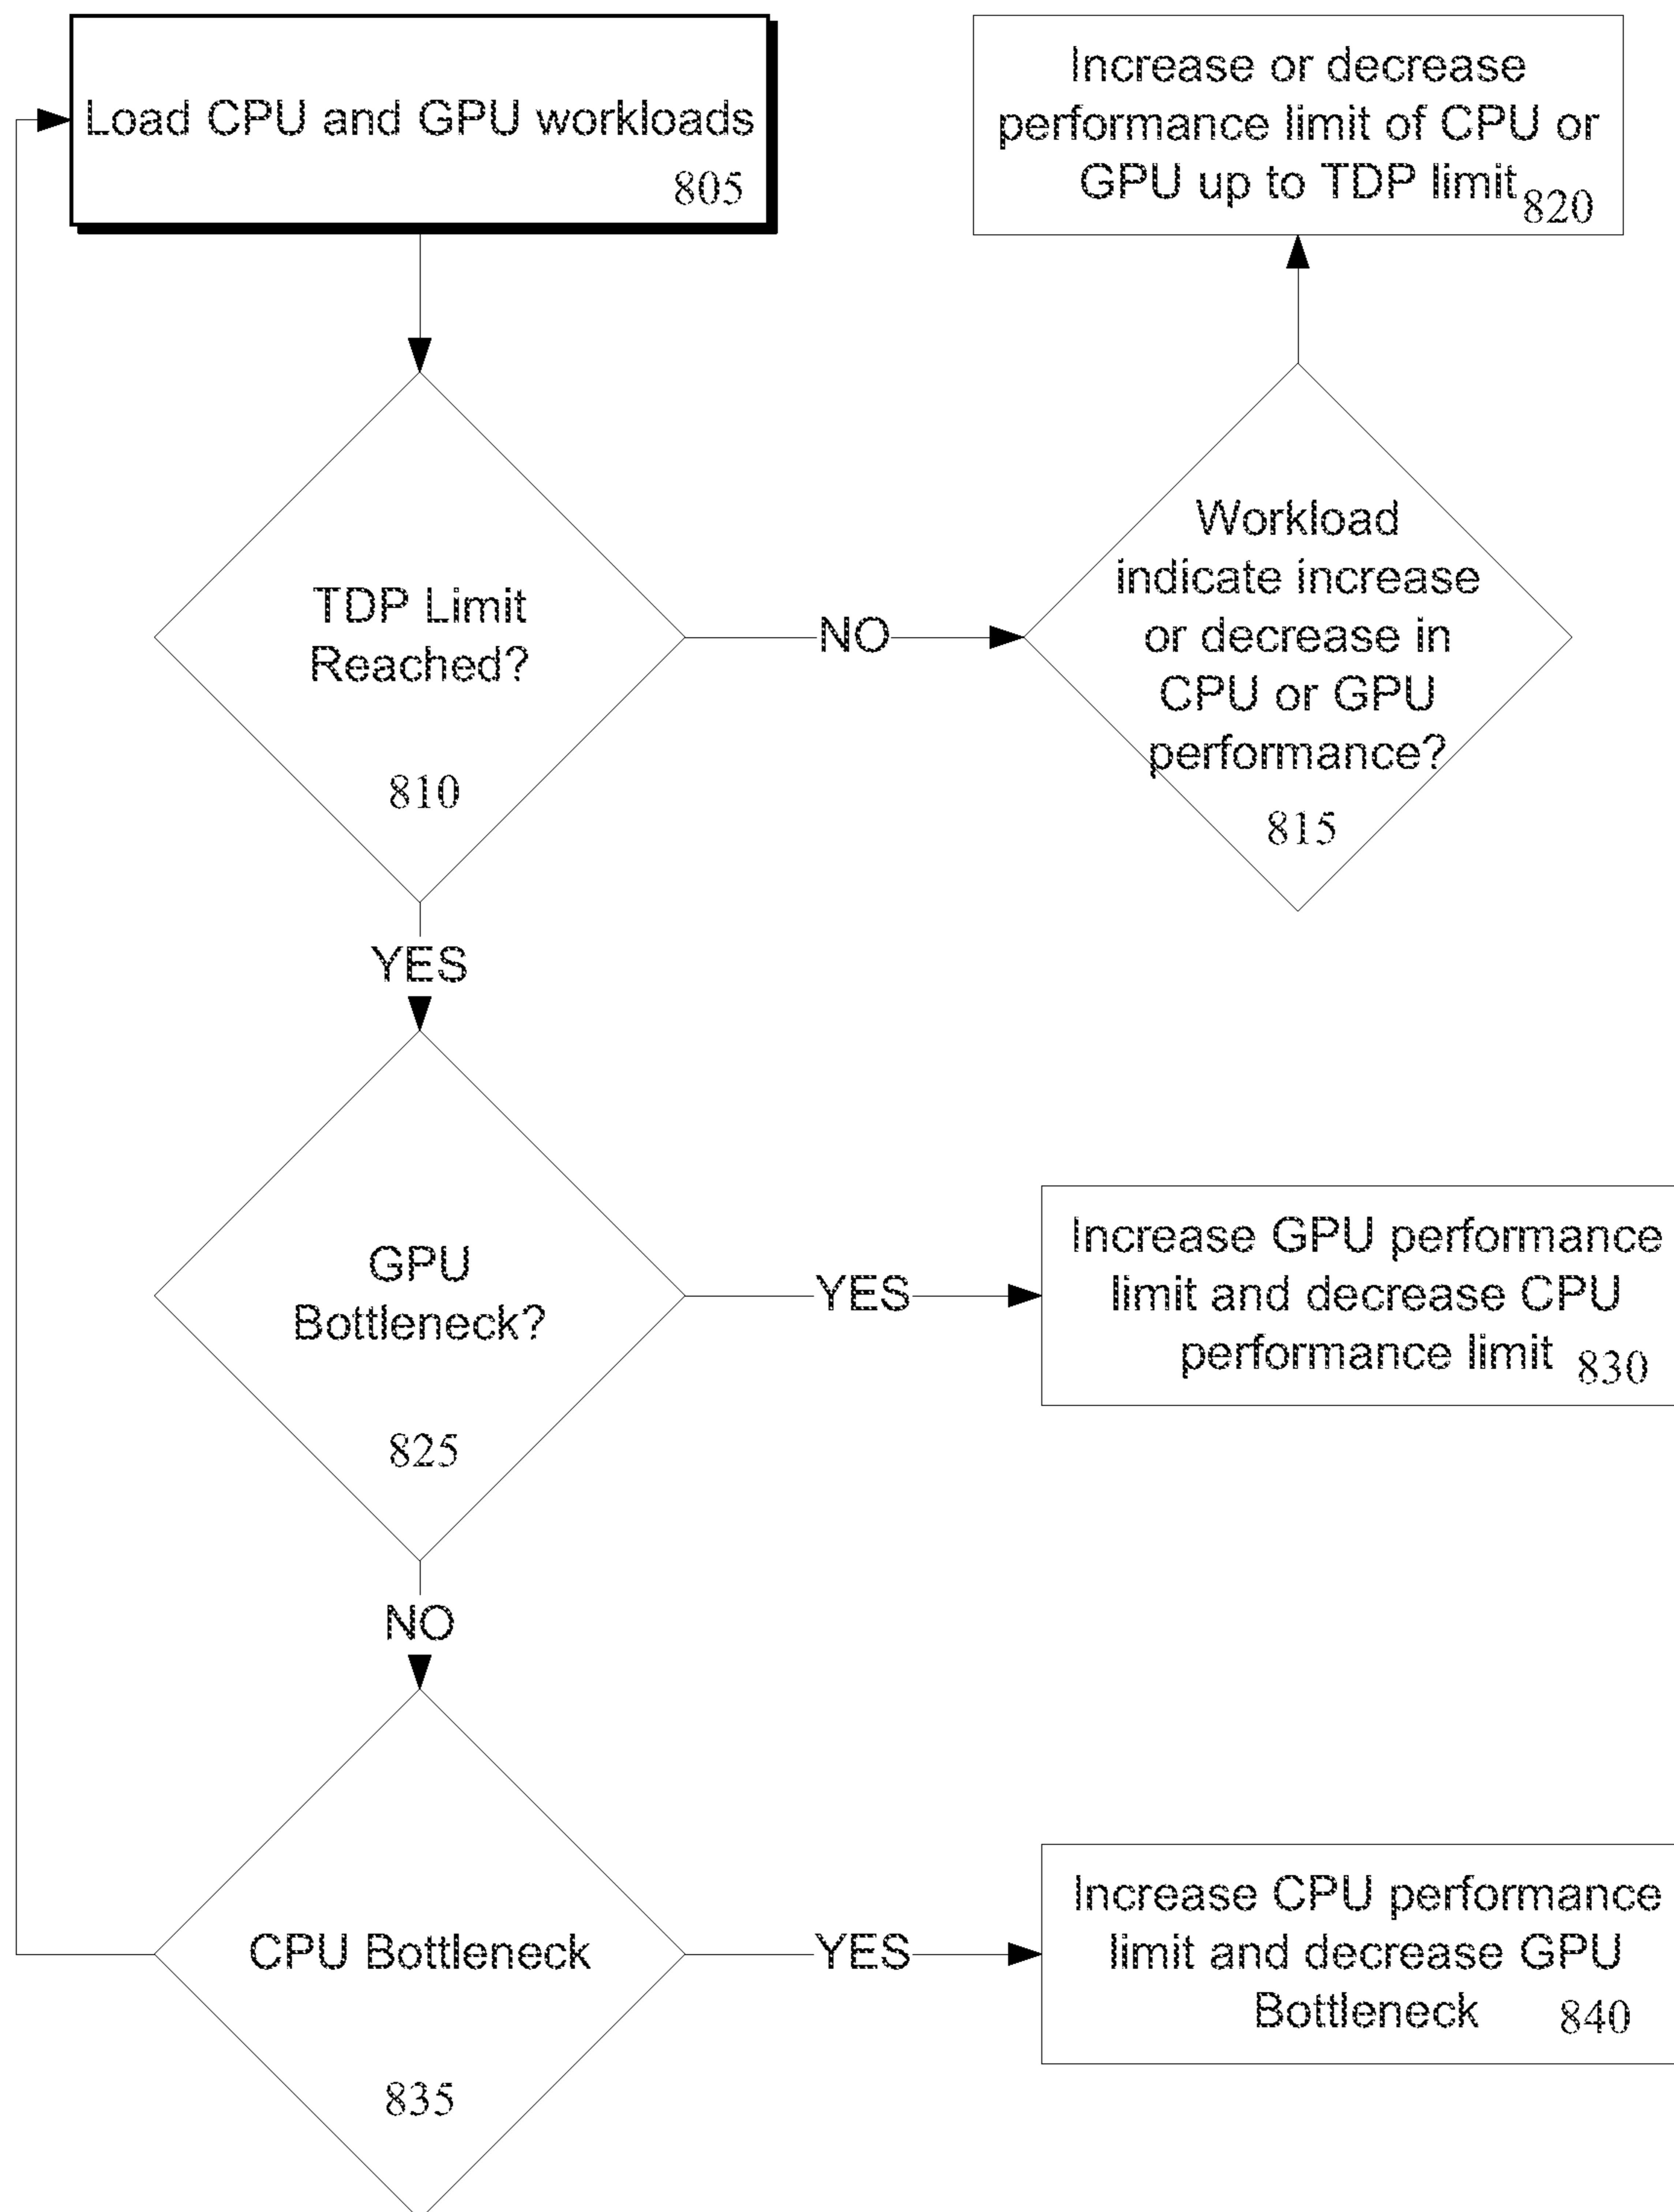 Load CPU and GPU workloads
805
Increase or decrease
performance limit of CPU or
GPU up to TDP limit
820
TDP Limit
Reached?
810
NO
Workload
indicate increase
or decrease in
CPU or GPU
performance?
815
YES
GPU
Bottleneck?
825
YES
Increase GPU performance
limit and decrease CPU
performance limit
830
NO
CPU Bottleneck
835
YES
Increase CPU performance
limit and decrease GPU
Bottleneck
840